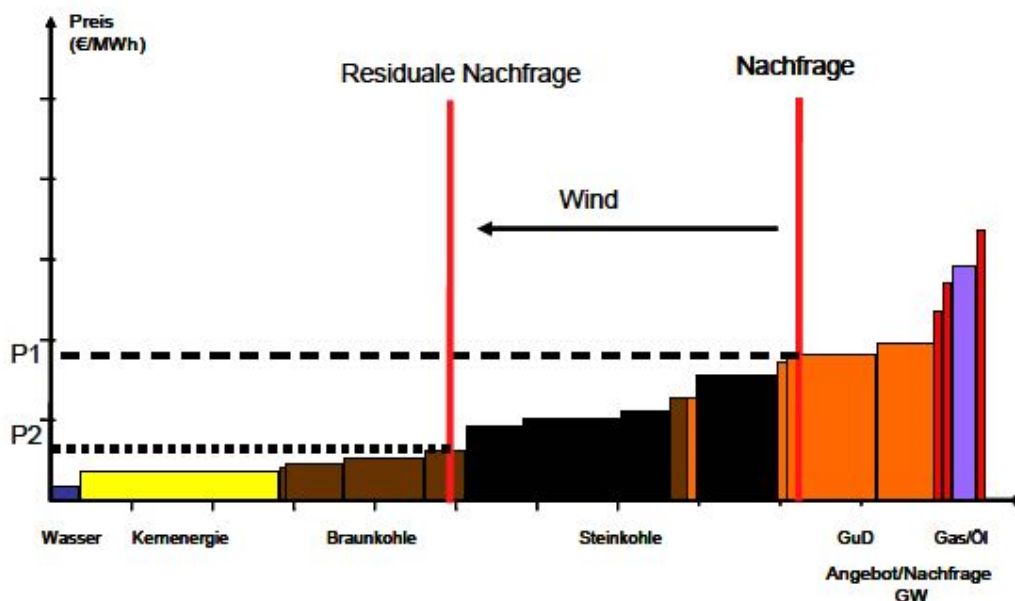 Preis
(€/MWh)
Residuale Nachfrage
Nachfrage
Wind
P1
P2
Wasser
Kernenergie
Braunkohle
Steinkohle
GuD
Gas/Öl
Angebot/Nachfrage
GW